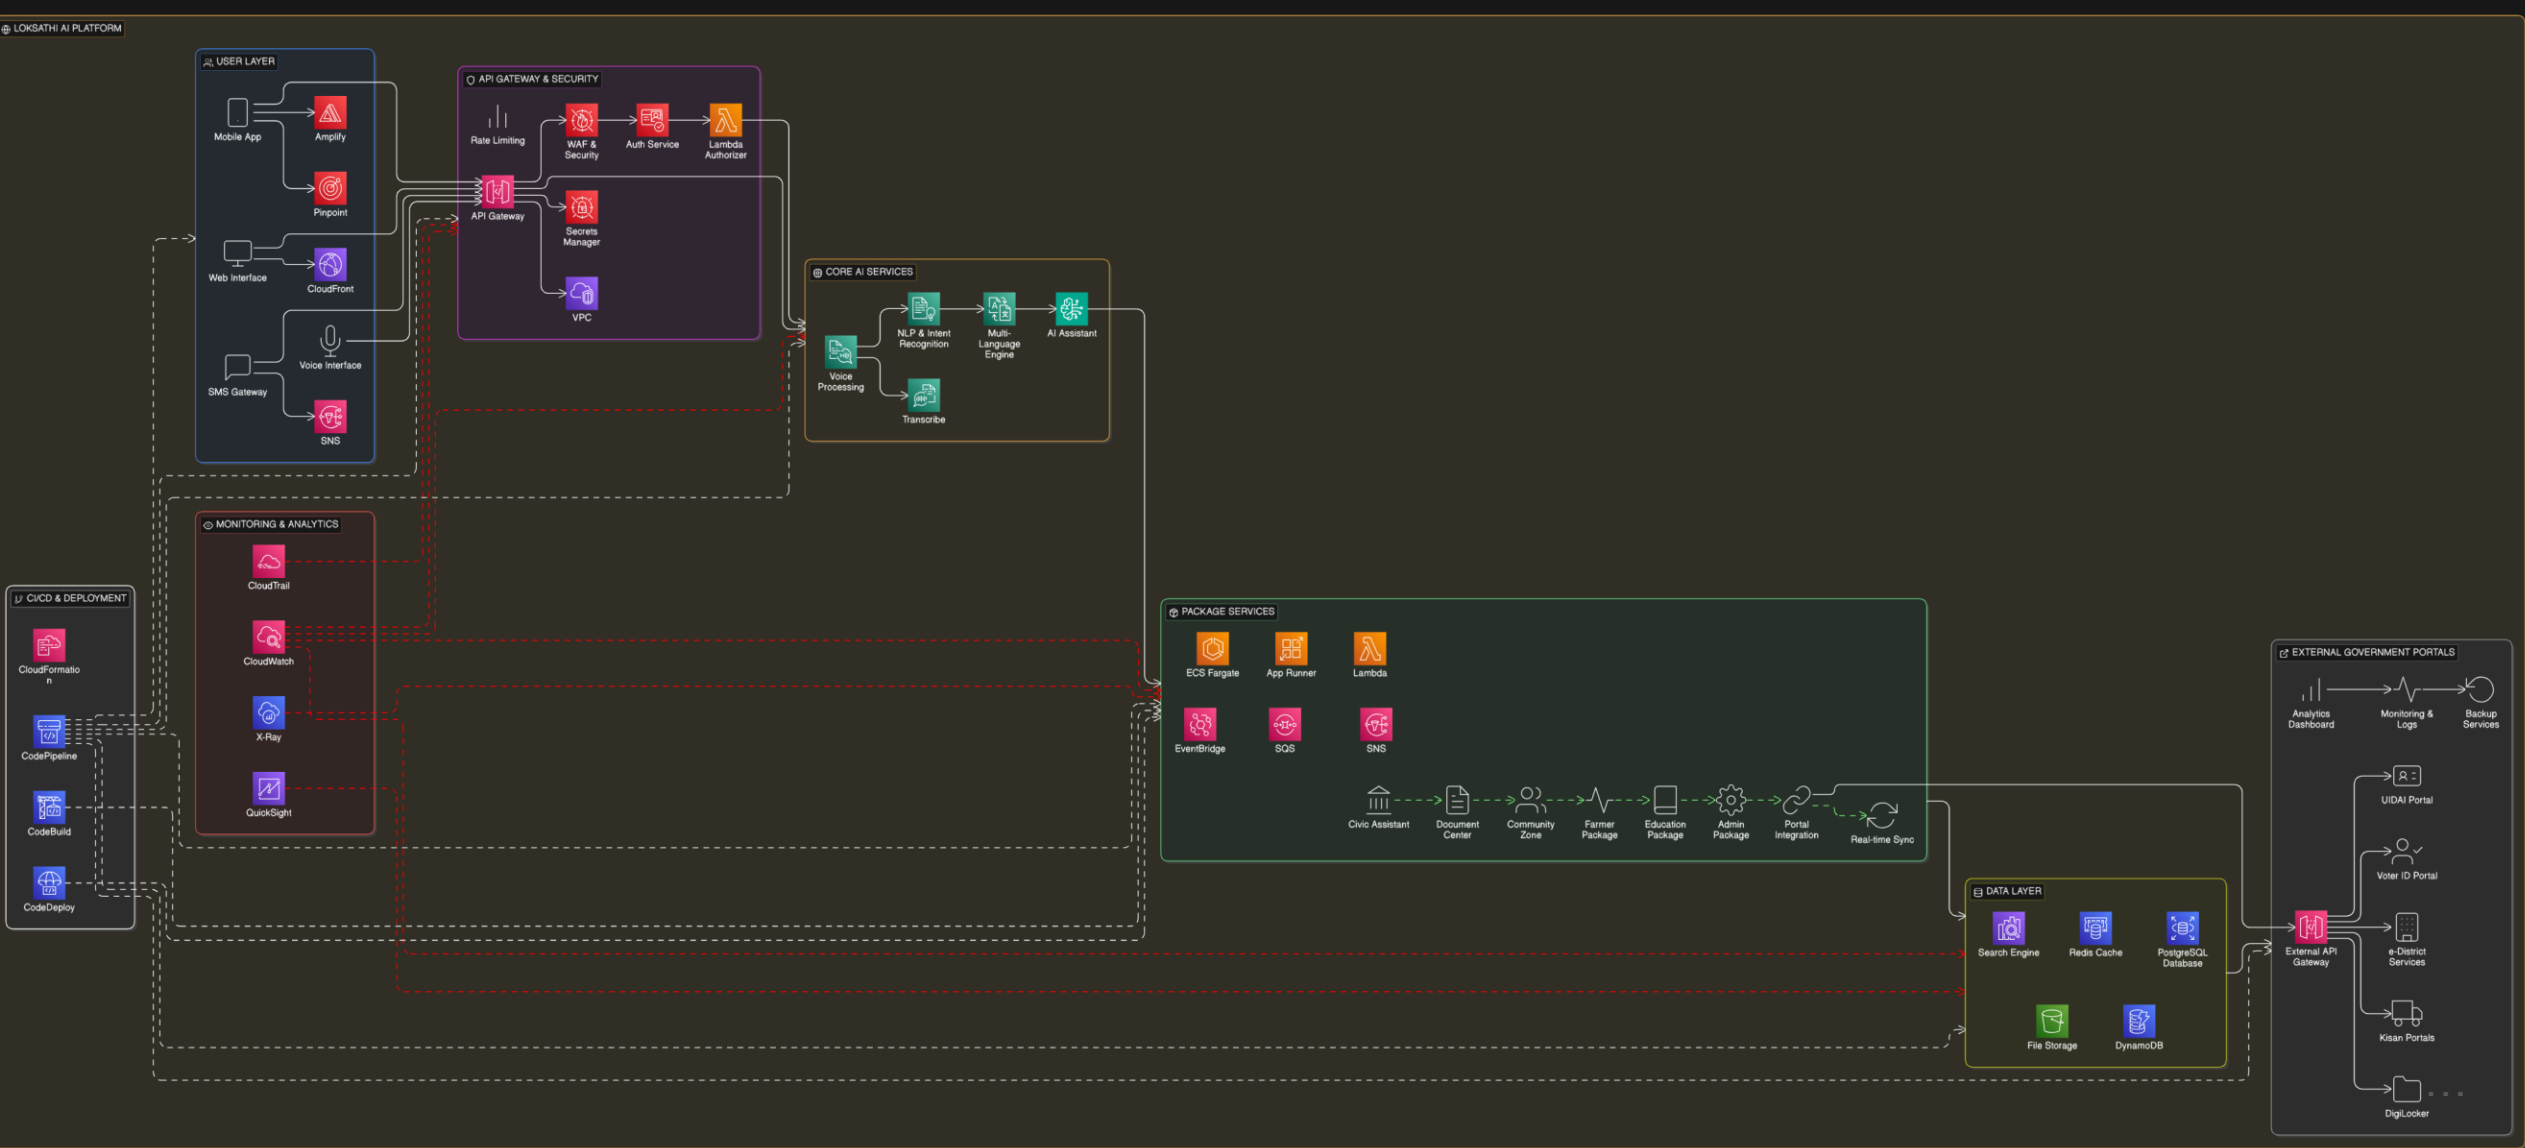 LOKSATHI AI PLATFORM
USER LAYER
Mobile App
Amplify
Pinpoint
Web Interface
CloudFront
Voice Interface
SMS Gateway
SNS
API GATEWAY & SECURITY
Rate Limiting
WAF &
Security
Auth Service
Lambda
Authorizer
API Gateway
Secrets
Manager
VPC
CORE AI SERVICES
NLP & Intent
Recognition
Multi-
Language
Engine
AI Assistant
Voice
Processing
Transcribe
MONITORING & ANALYTICS
CloudTrail
CloudWatch
X-Ray
QuickSight
CI/CD & DEPLOYMENT
CloudFormatio
n
CodePipeline
CodeBuild
CodeDeploy
PACKAGE SERVICES
ECS Fargate
App Runner
Lambda
EventBridge
SQS
SNS
Civic Assistant
Document
Center
Community
Zone
Farmer
Package
Education
Package
Admin
Package
Portal
Integration
Real-time Sync
DATA LAYER
Search Engine
Redis Cache
PostgreSQL
Database
File Storage
DynamoDB
EXTERNAL GOVERNMENT PORTALS
Analytics
Dashboard
Monitoring &
Logs
Backup
Services
UIDAI Portal
Voter ID Portal
External API
Gateway
e-District
Services
Kisan Portals
DigiLocker